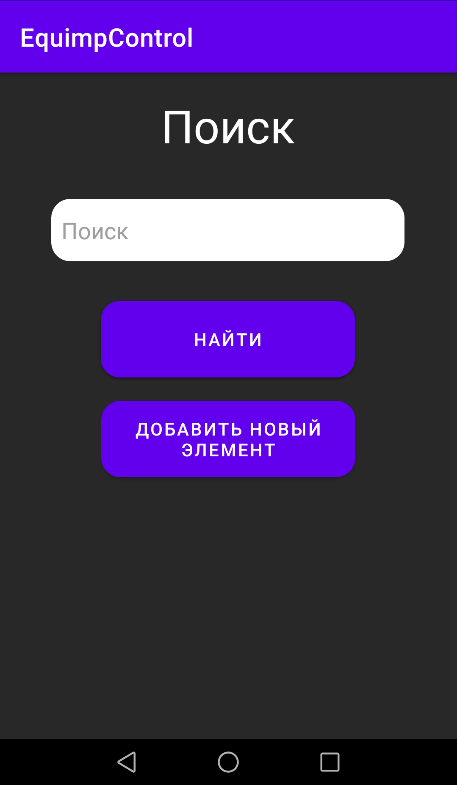 EquimpControl
Поиск
Поиск
НАЙТИ
ДОБАВИТЬ НОВЫЙ
ЭЛЕМЕНТ